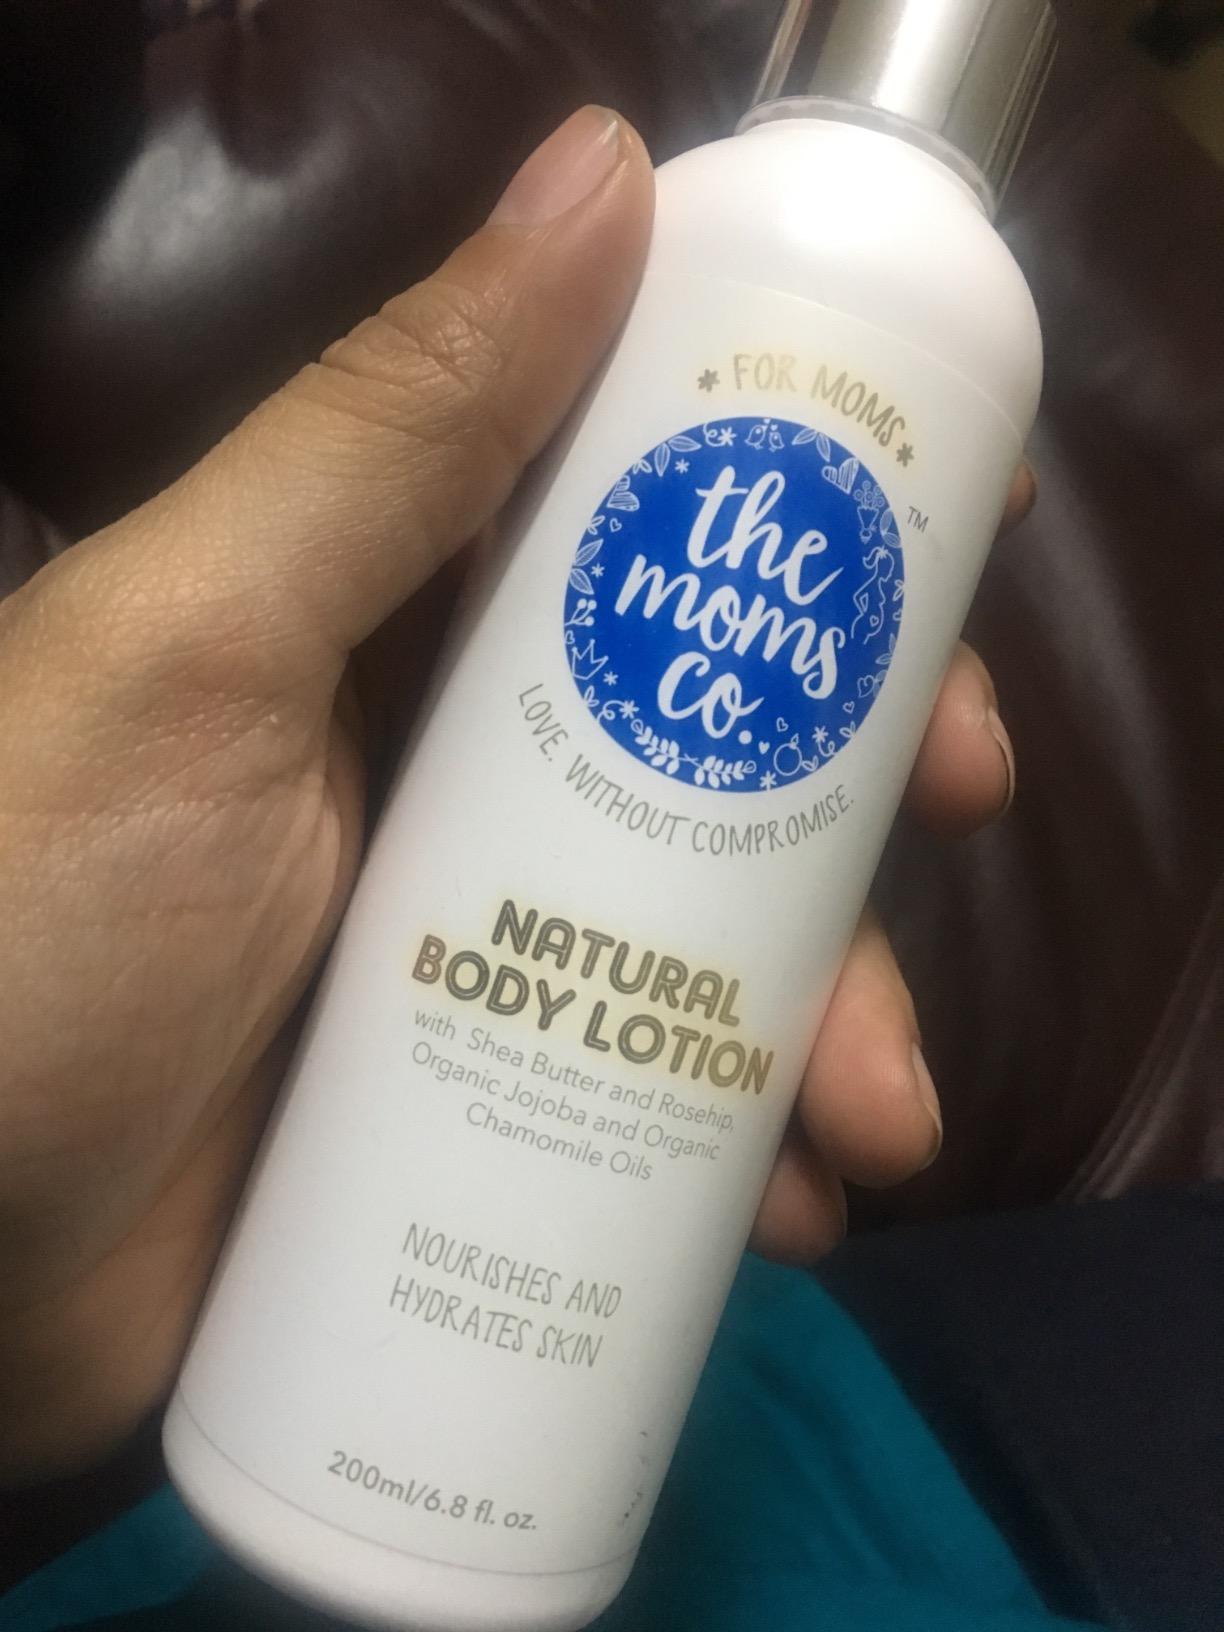 * FOR MOMS *
the
moms
co.
TM
LOVE. WITHOUT COMPROMISE.
NATURAL
BODY LOTION
with Shea Butter and Rosehip,
Organic Jojoba and Organic
Chamomile Oils
NOURISHES AND
HYDRATES SKIN
200ml/6.8 fl. oz.